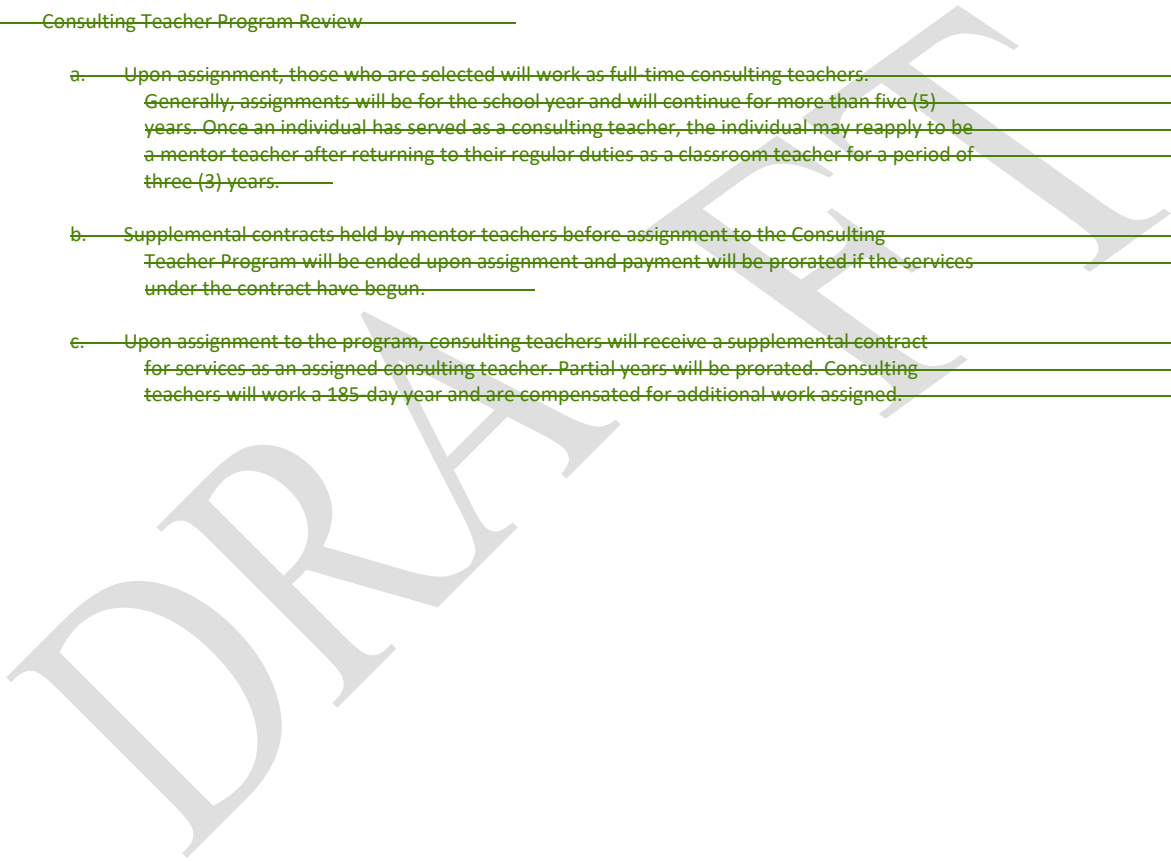 Consulting Teacher Program Review
a. Upon assignment, those who are selected will work as full-time consulting teachers.
Generally, assignments will be for the school year and will continue for more than five (5)
years. Once an individual has served as a consulting teacher, the individual may reapply to be
a mentor teacher after returning to their regular duties as a classroom teacher for a period of
three (3) years.
b. Supplemental contracts held by mentor teachers before assignment to the Consulting
Teacher Program will be ended upon assignment and payment will be prorated if the services
under the contract have begun.
c. Upon assignment to the program, consulting teachers will receive a supplemental contract
for services as an assigned consulting teacher. Partial years will be prorated. Consulting
teachers will work a 185-day year and are compensated for additional work assigned.
DRAFT